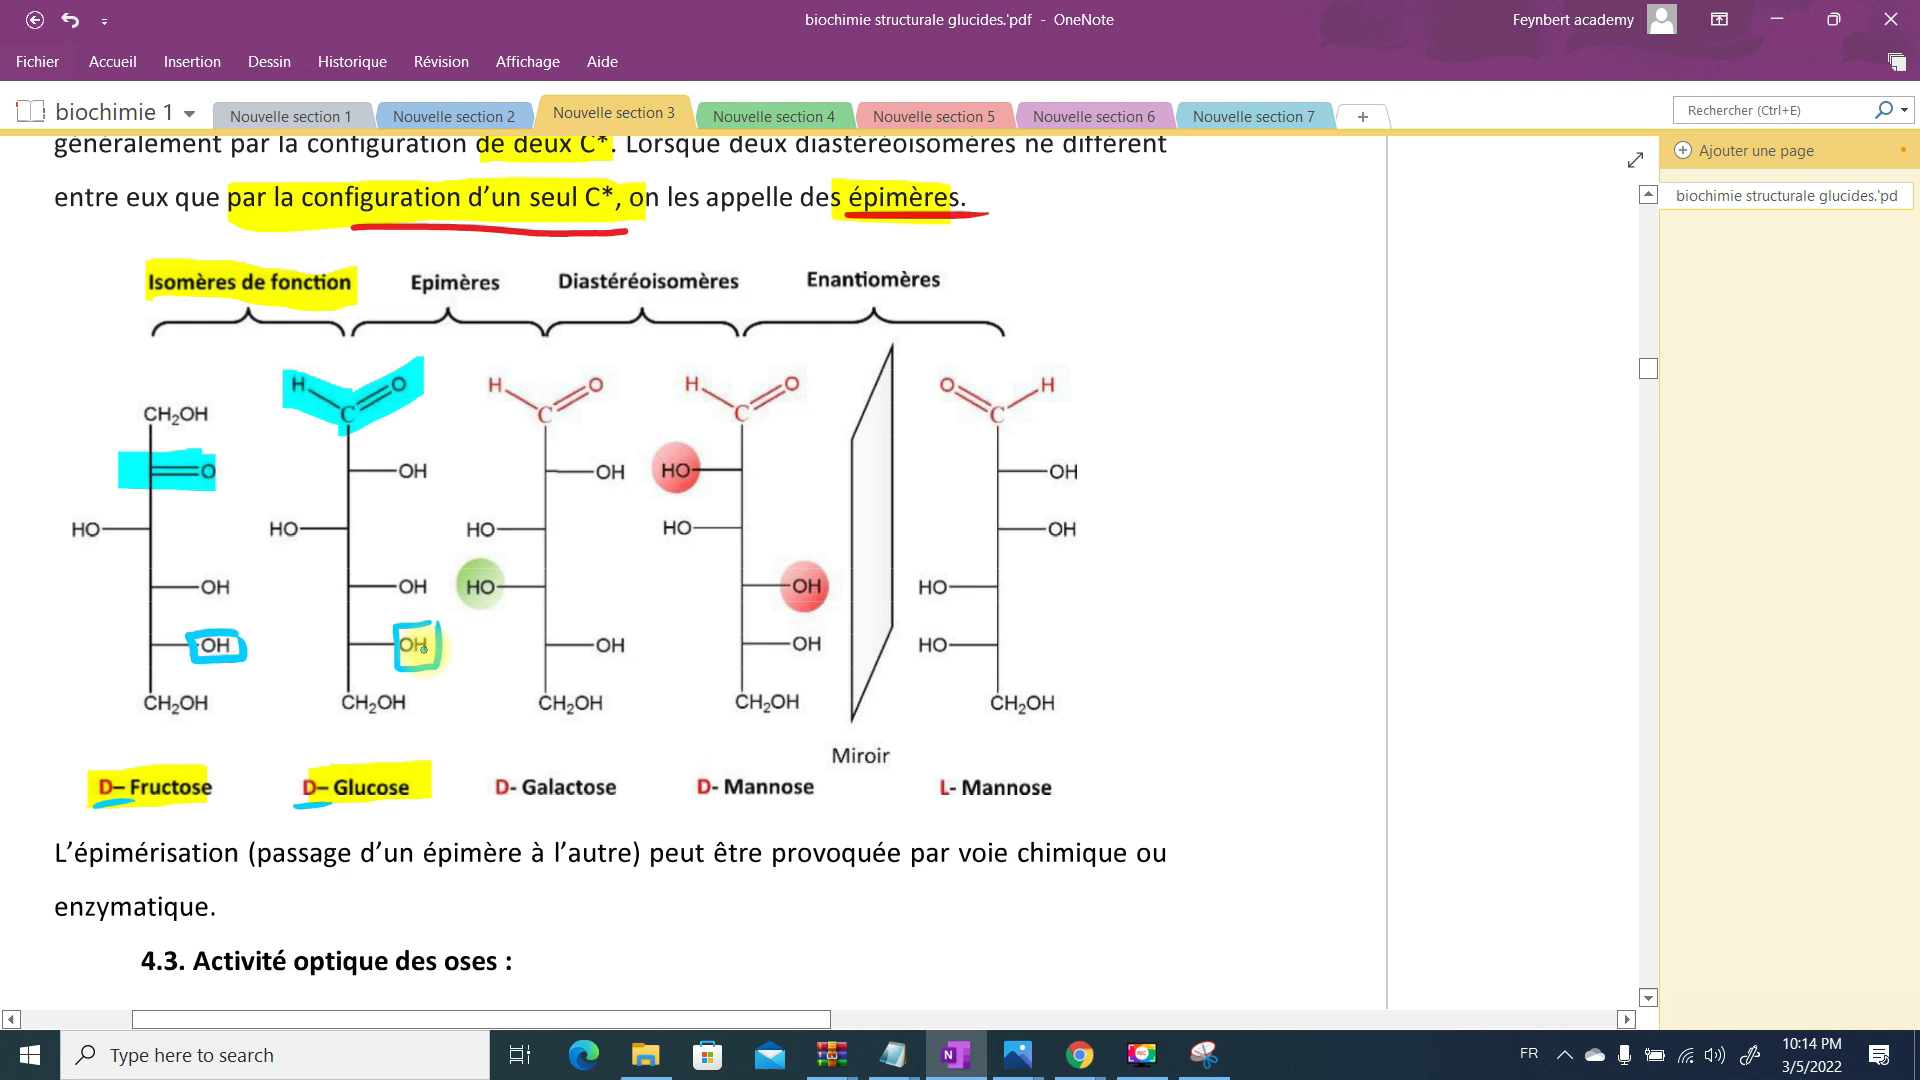 biochimie structurale glucides.'pdf - OneNote
Feynbert academy
Fichier Accueil Insertion Dessin Historique Révision Affichage Aide
biochimie 1
Nouvelle section 1 Nouvelle section 2 Nouvelle section 3 Nouvelle section 4 Nouvelle section 5 Nouvelle section 6 Nouvelle section 7 +
Rechercher (Ctrl+E)
Ajouter une page
biochimie structurale glucides.'pd
généralement par la configuration de deux C*. Lorsque deux diastéréoisomères ne diffèrent
entre eux que par la configuration d'un seul C*, on les appelle des épimères.
Isomères de fonction Epimères Diastéréoisomères Enantiomères
H O H O H O O H
CH₂OH C C C C
O OH OH HO OH
HO HO HO HO OH
OH OH HO OH HO
OH OH OH OH HO
CH₂OH CH₂OH CH₂OH CH₂OH CH₂OH
Miroir
D– Fructose D– Glucose D- Galactose D- Mannose L- Mannose
L'épimérisation (passage d'un épimère à l'autre) peut être provoquée par voie chimique ou
enzymatique.
4.3. Activité optique des oses :
Type here to search
FR
10:14 PM
3/5/2022